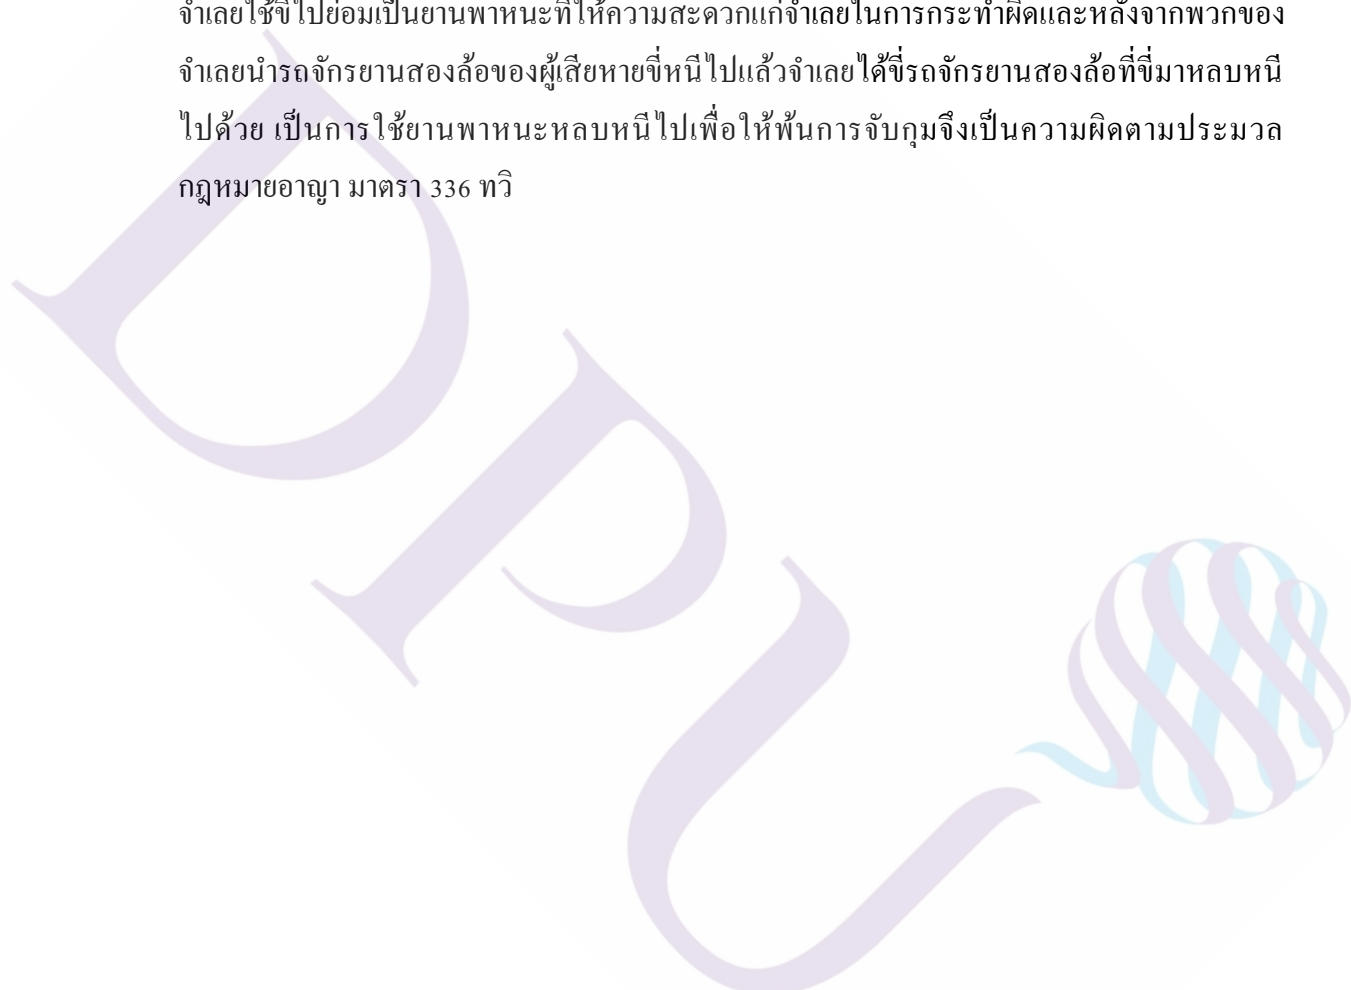 จำเลยใช้ขี่ไปย่อมเป็นยานพาหนะที่ให้ความสะดวกแก่จำเลยในการกระทำผิดและหลังจากพวกของ
จำเลยนำรถจักรยานสองล้อของผู้เสียหายขี่หนีไปแล้วจำเลยได้ขี่รถจักรยานสองล้อที่ขี่มาหลบหนี
ไปด้วย เป็นการใช้ยานพาหนะหลบหนีไปเพื่อให้พ้นการจับกุมจึงเป็นความผิดตามประมวล
กฎหมายอาญา มาตรา 336 ทวิ
DPU